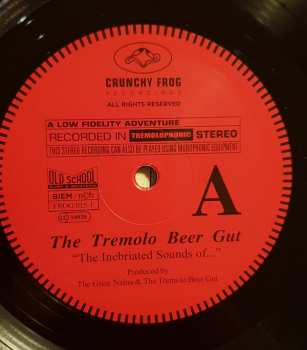 CRUNCHY FROG
RECORDINGS
ALL RIGHTS RESERVED
A LOW FIDELITY ADVENTURE
RECORDED IN TREMOLOPHONIC STEREO
THIS STEREO RECORDING CAN ALSO BE PLAYED USING MONOPHONIC EQUIPMENT
OLD SCHOOL
BIEM / nCb
A
The Tremolo Beer Gut
"The Inebriated Sounds of..."
Produced by
The Great Nalna & The Tremolo Beer Gut